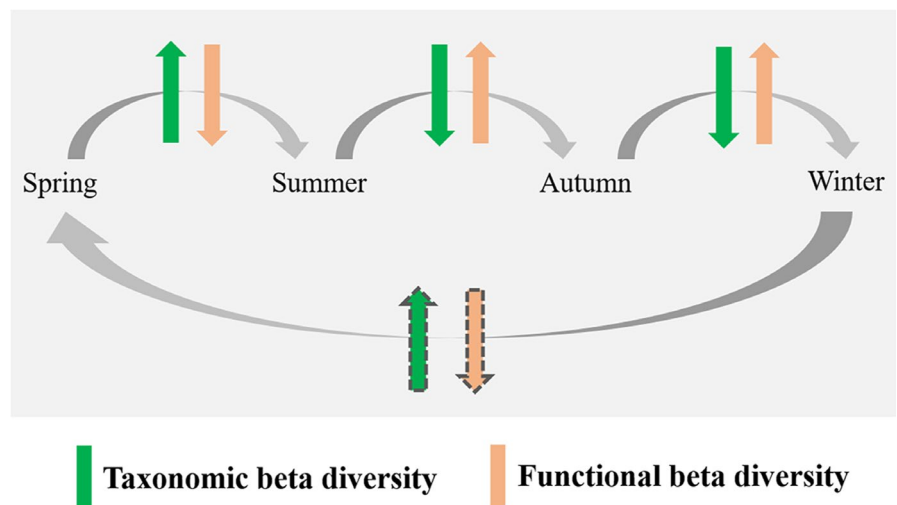 Spring Summer Autumn Winter
Taxonomic beta diversity Functional beta diversity